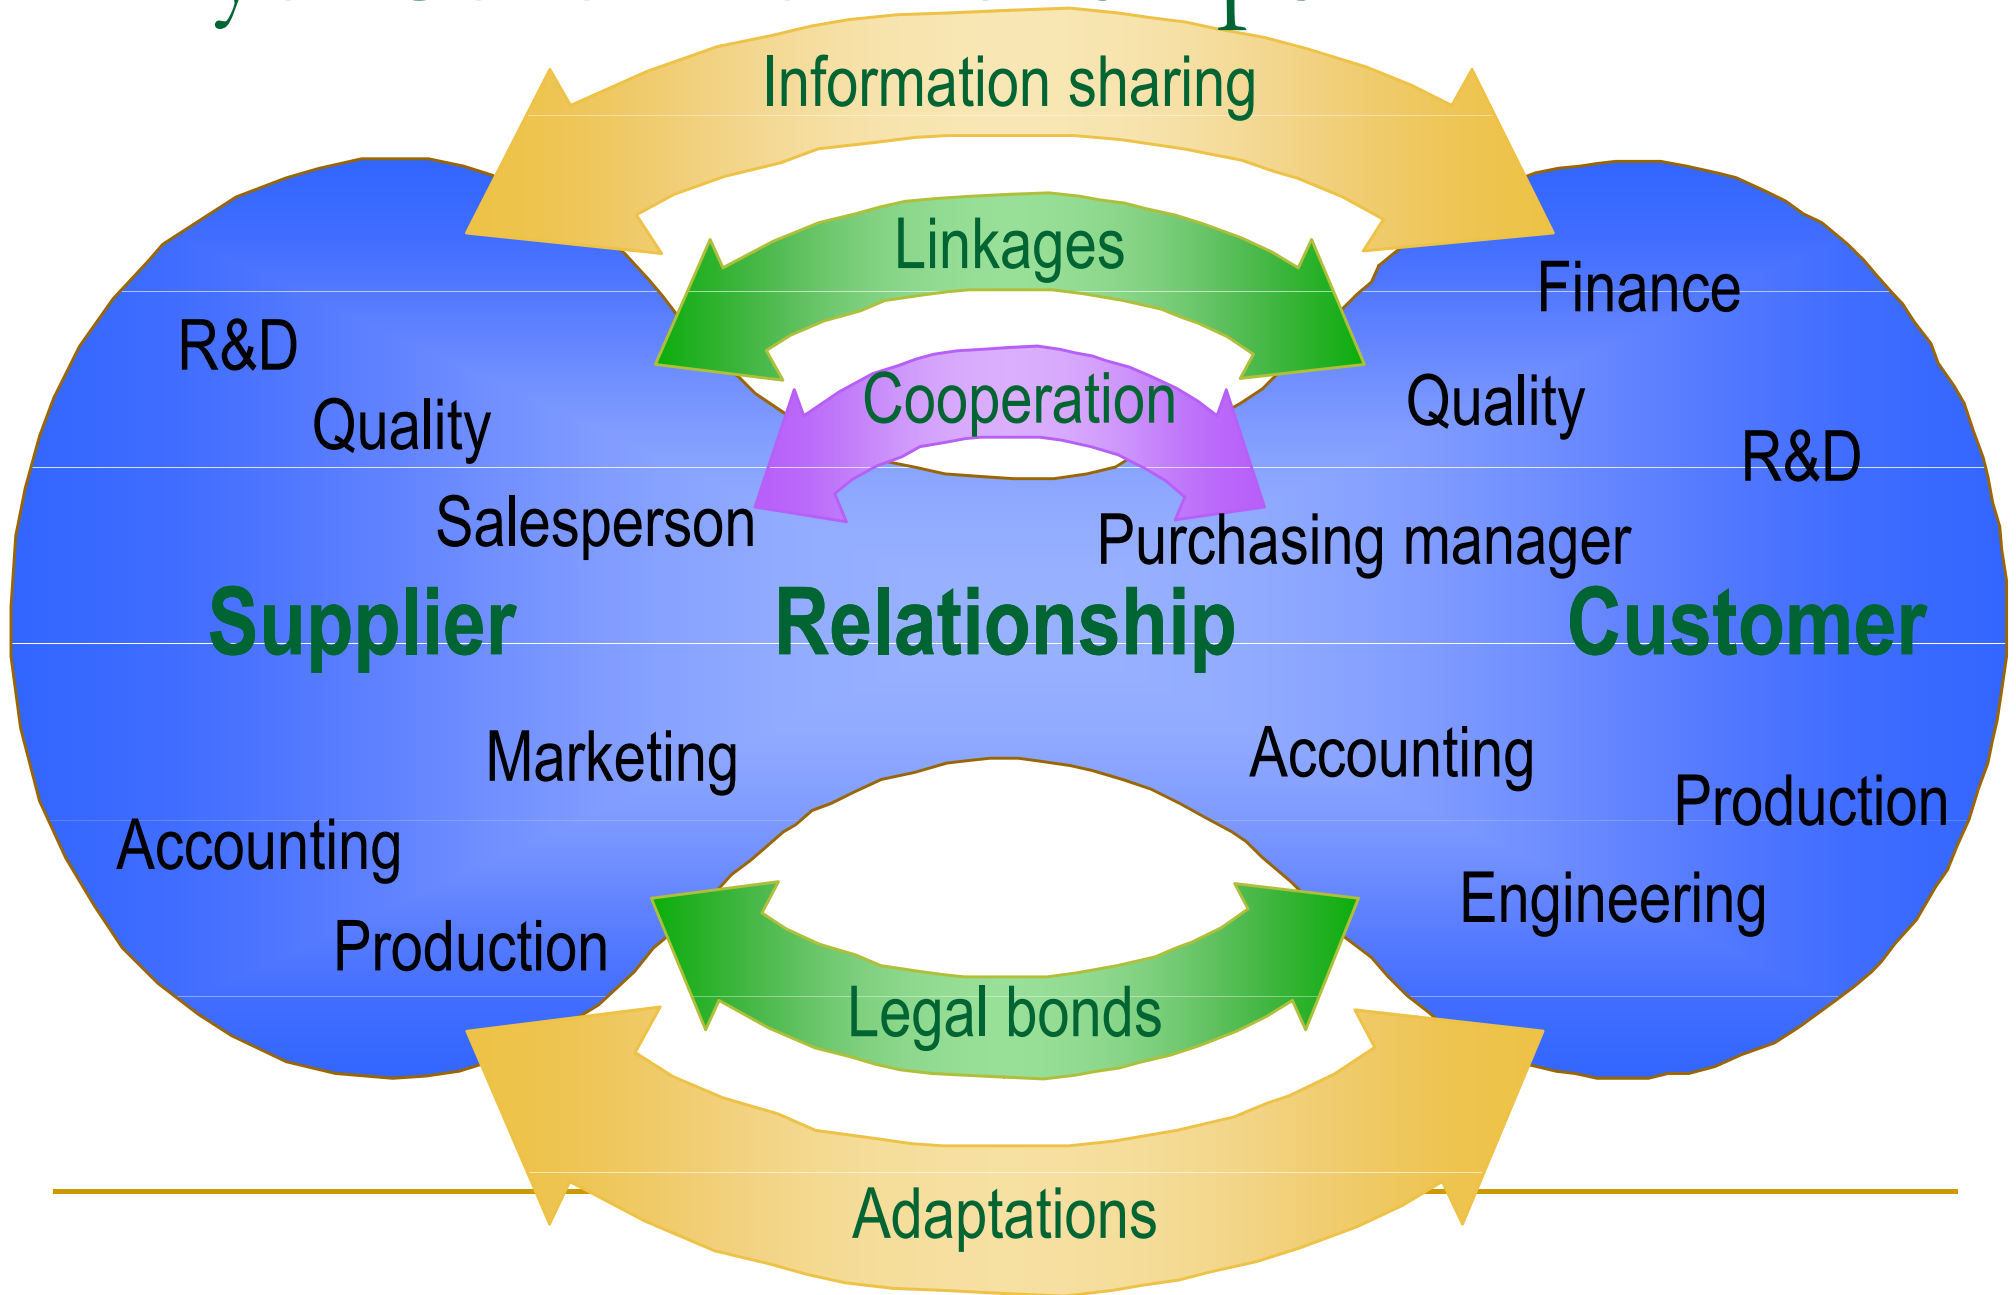 Information sharing
Linkages
Cooperation
Finance
R&D
Quality
Quality
R&D
Salesperson
Purchasing manager
Supplier
Relationship
Customer
Marketing
Accounting
Production
Accounting
Engineering
Production
Legal bonds
Adaptations